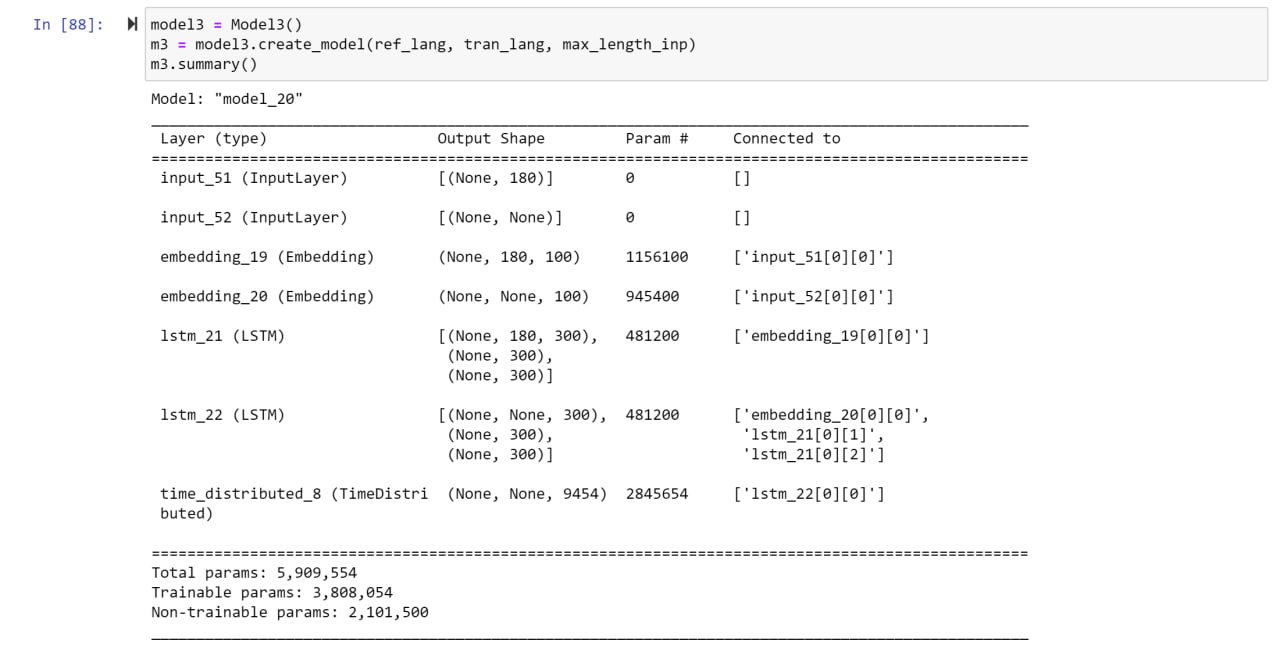 In [88]: model3 = Model3()
m3 = model3.create_model(ref_lang, tran_lang, max_length_inp)
m3.summary()
Model: "model_20"
Layer (type) Output Shape Param # Connected to
==================================================================================================
input_51 (InputLayer) [(None, 180)] 0 []
input_52 (InputLayer) [(None, None)] 0 []
embedding_19 (Embedding) (None, 180, 100) 1156100 ['input_51[0][0]']
embedding_20 (Embedding) (None, None, 100) 945400 ['input_52[0][0]']
lstm_21 (LSTM) [(None, 180, 300), 481200 ['embedding_19[0][0]']
(None, 300),
(None, 300)]
lstm_22 (LSTM) [(None, None, 300), 481200 ['embedding_20[0][0]',
(None, 300), 'lstm_21[0][1]',
(None, 300)] 'lstm_21[0][2]']
time_distributed_8 (TimeDistri (None, None, 9454) 2845654 ['lstm_22[0][0]']
buted)
==================================================================================================
Total params: 5,909,554
Trainable params: 3,808,054
Non-trainable params: 2,101,500